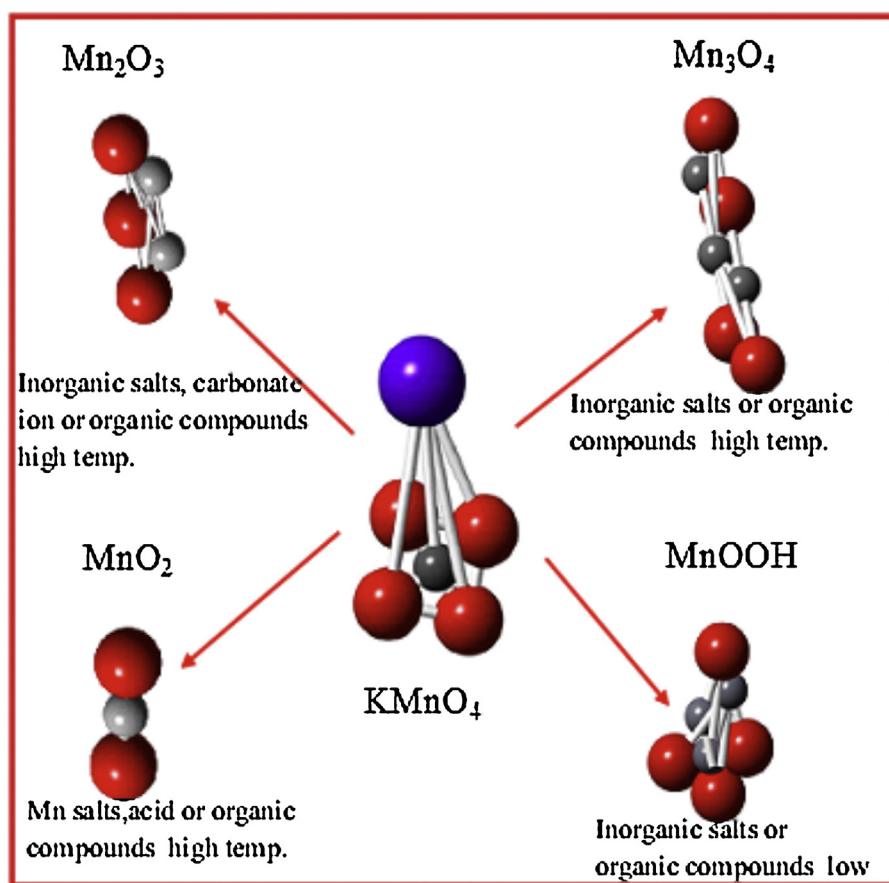 Mn₂O₃
Mn₃O₄
Inorganic salts, carbonate
ion or organic compounds
high temp.
Inorganic salts or organic
compounds high temp.
MnO₂
MnOOH
KMnO₄
Mn salts,acid or organic
compounds high temp.
Inorganic salts or
organic compounds low